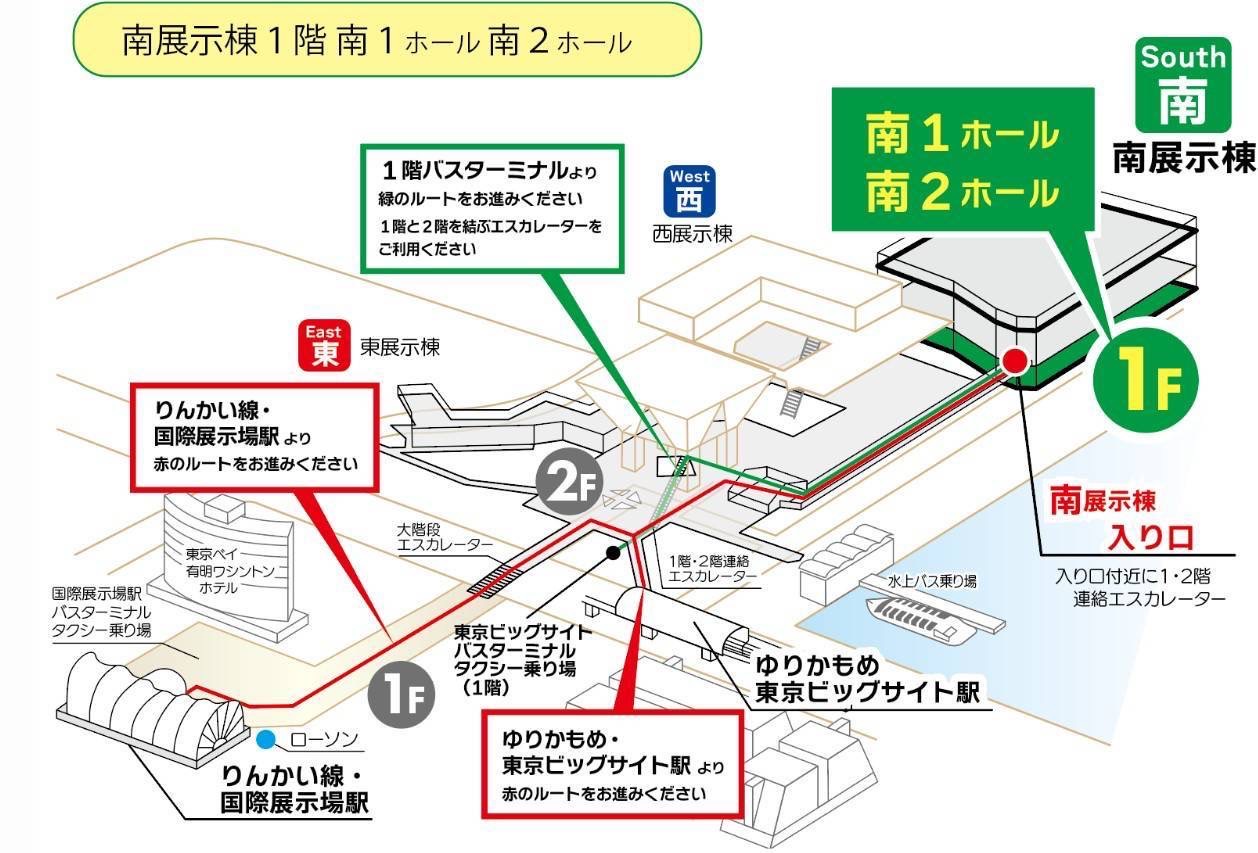 南展示棟1階 南1ホール 南2ホール
South
南
南展示棟
南1ホール
南2ホール
1F
1階バスターミナルより
緑のルートをお進みください
1階と2階を結ぶエスカレーターを
ご利用ください
West
西
西展示棟
East
東
東展示棟
りんかい線・
国際展示場駅 より
赤のルートをお進みください
2F
南展示棟
入り口
入り口付近に1・2階
連絡エスカレーター
大階段
エスカレーター
1階・2階連絡
エスカレーター
水上バス乗り場
東京ベイ
有明ワシントン
ホテル
国際展示場駅
バスターミナル
タクシー乗り場
東京ビッグサイト
バスターミナル
タクシー乗り場
(1階)
ゆりかもめ
東京ビッグサイト駅
1F
ゆりかもめ・
東京ビッグサイト駅 より
赤のルートをお進みください
ローソン
りんかい線・
国際展示場駅